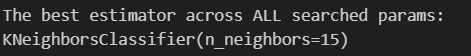 The best estimator across ALL searched params:
KNeighborsClassifier(n_neighbors=15)